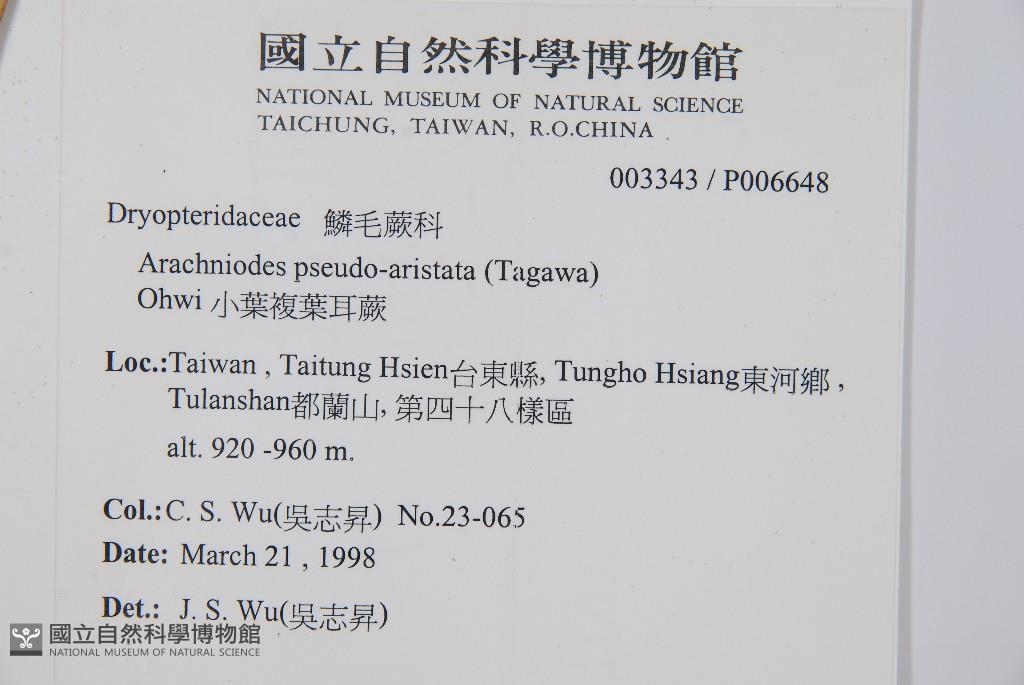 國立自然科學博物館
NATIONAL MUSEUM OF NATURAL SCIENCE
TAICHUNG, TAIWAN, R.O.CHINA
003343 / P006648
Dryopteridaceae 鱗毛蕨科
Arachniodes pseudo-aristata (Tagawa)
Ohwi 小葉複葉耳蕨
Loc.:Taiwan , Taitung Hsien台東縣, Tungho Hsiang東河鄉 ,
Tulanshan都蘭山, 第四十八樣區
alt. 920 -960 m.
Col.:C. S. Wu(吳志昇) No.23-065
Date: March 21 , 1998
Det.: J. S. Wu(吳志昇)
國立自然科學博物館
NATIONAL MUSEUM OF NATURAL SCIENCE